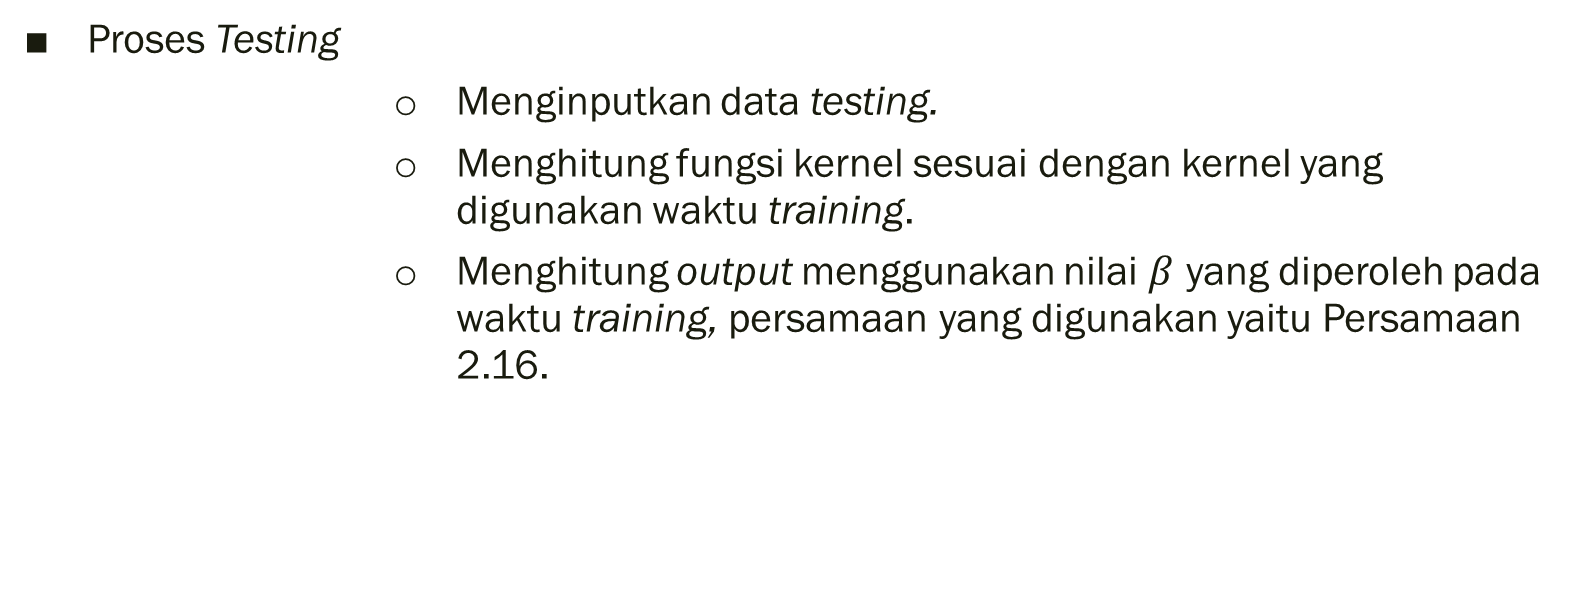 ■ Proses Testing
○ Menginputkan data testing.
○ Menghitung fungsi kernel sesuai dengan kernel yang
digunakan waktu training.
○ Menghitung output menggunakan nilai β yang diperoleh pada
waktu training, persamaan yang digunakan yaitu Persamaan
2.16.